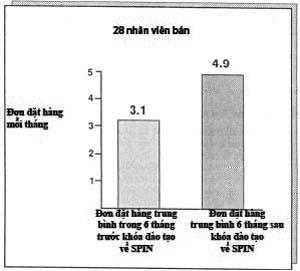 28 nhân viên bán
4.9
5
4
3.1
Đơn đặt hàng
mỗi tháng
3
2
1
Đơn đặt hàng trung
bình trong 6 tháng
trước khóa đào tạo
về SPIN
Đơn đặt hàng
trung bình 6 tháng sau
khóa đào tạo
về SPIN